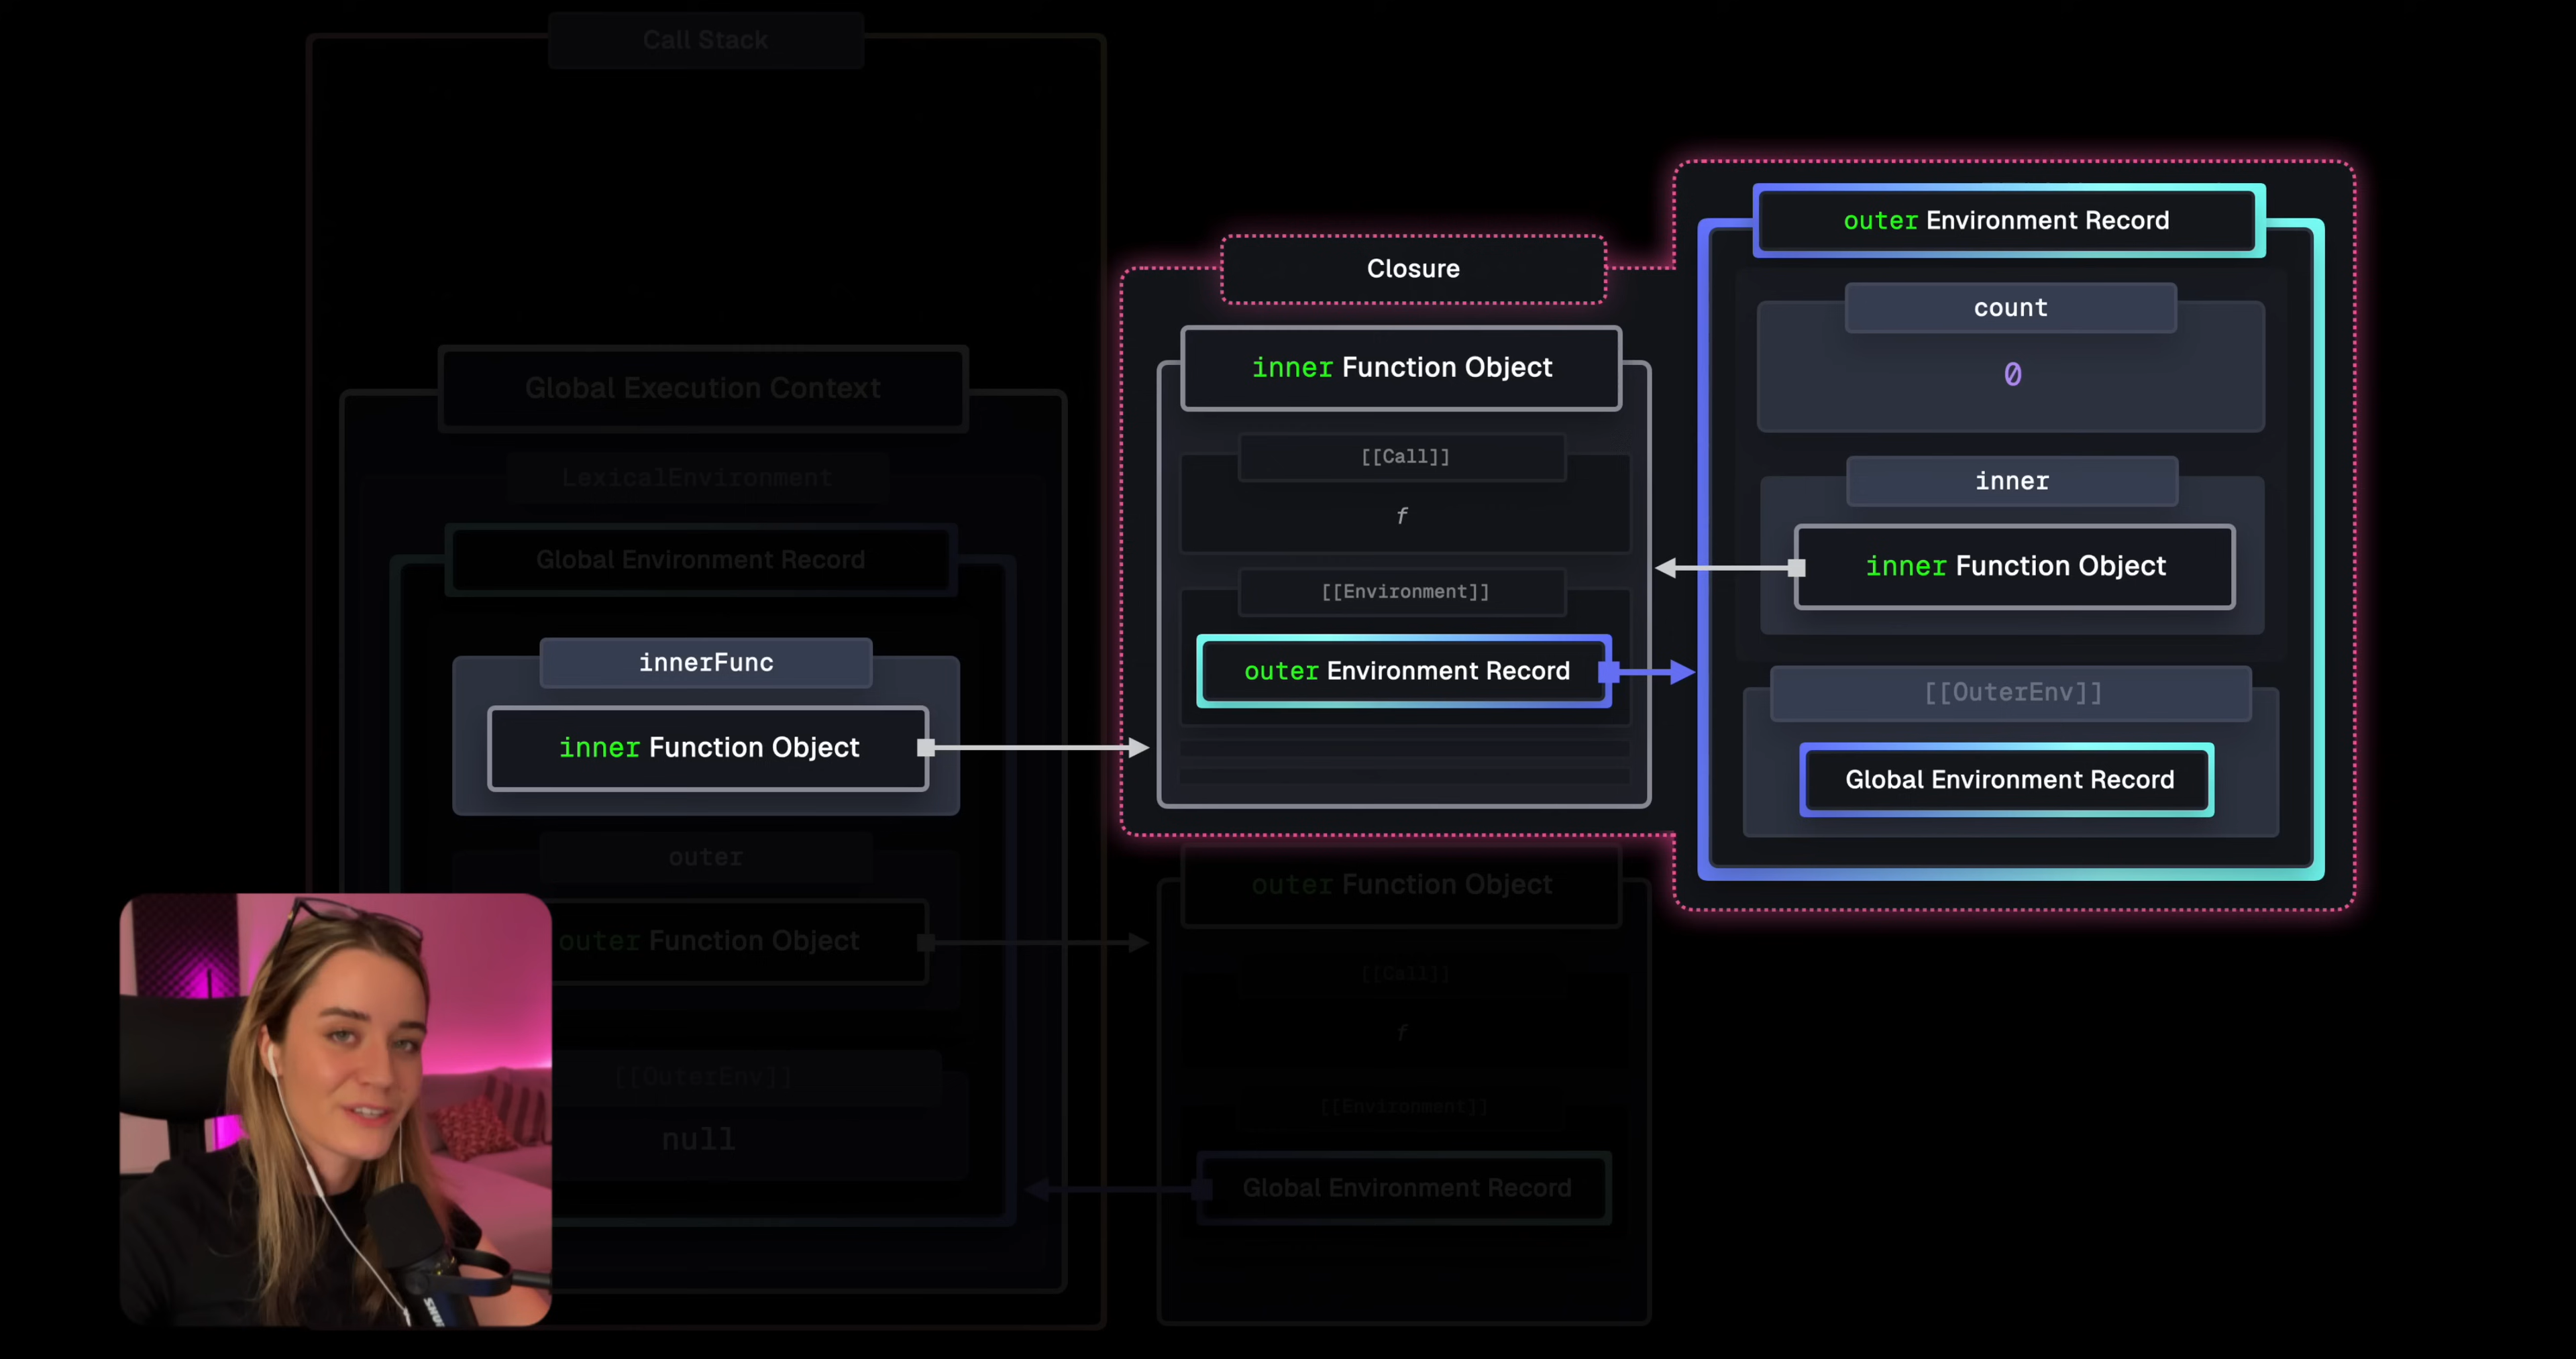 Call Stack
Global Execution Context
LexicalEnvironment
Global Environment Record
innerFunc
inner Function Object
outer
outer Function Object
[[OuterEnv]]
null
Closure
inner Function Object
[[Call]]
f
[[Environment]]
outer Environment Record
outer Function Object
[[Call]]
f
[[Environment]]
Global Environment Record
outer Environment Record
count
0
inner
inner Function Object
[[OuterEnv]]
Global Environment Record